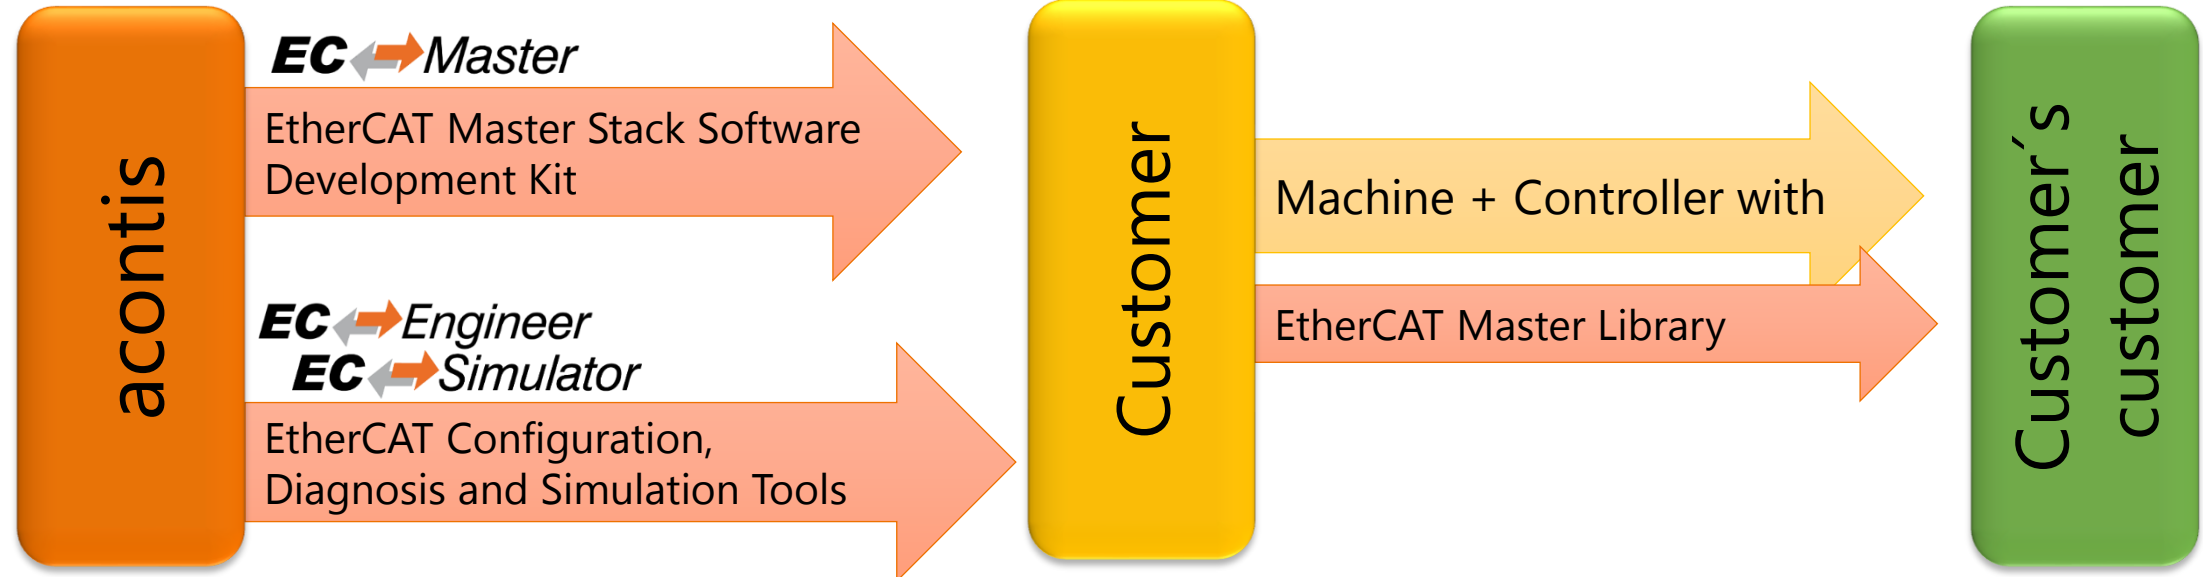 acontis
EC Master
EtherCAT Master Stack Software
Development Kit
EC Engineer
EC Simulator
EtherCAT Configuration,
Diagnosis and Simulation Tools
Customer
Machine + Controller with
EtherCAT Master Library
Customer´s
customer